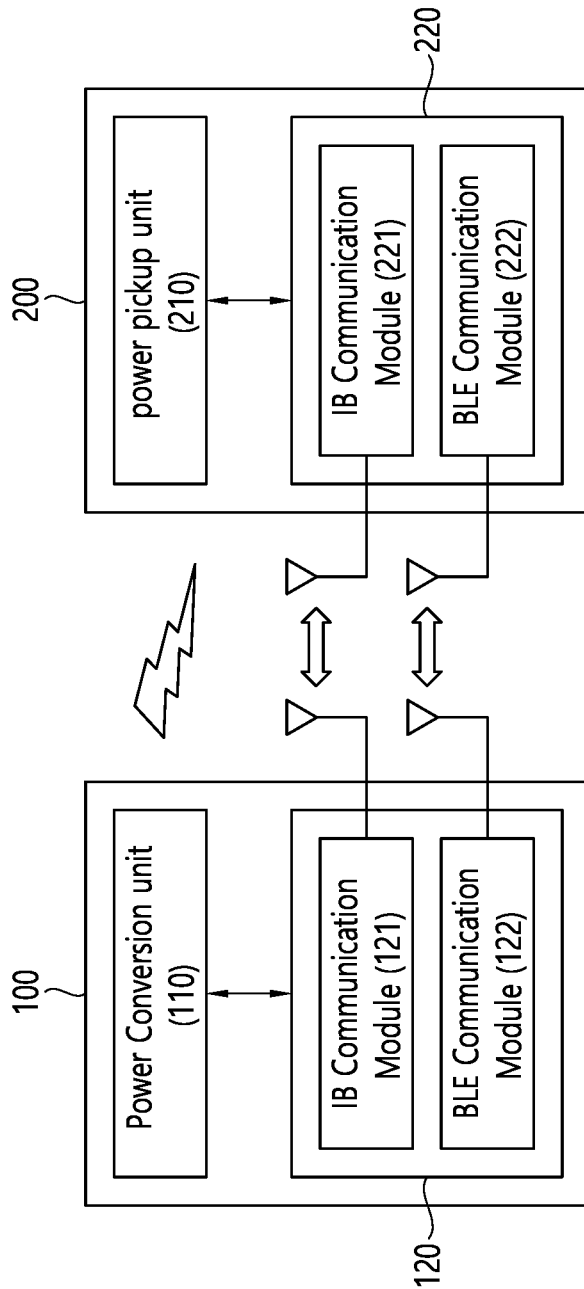 100
Power Conversion unit
(110)
IB Communication
Module (121)
BLE Communication
Module (122)
120
200
power pickup unit
(210)
IB Communication
Module (221)
BLE Communication
Module (222)
220